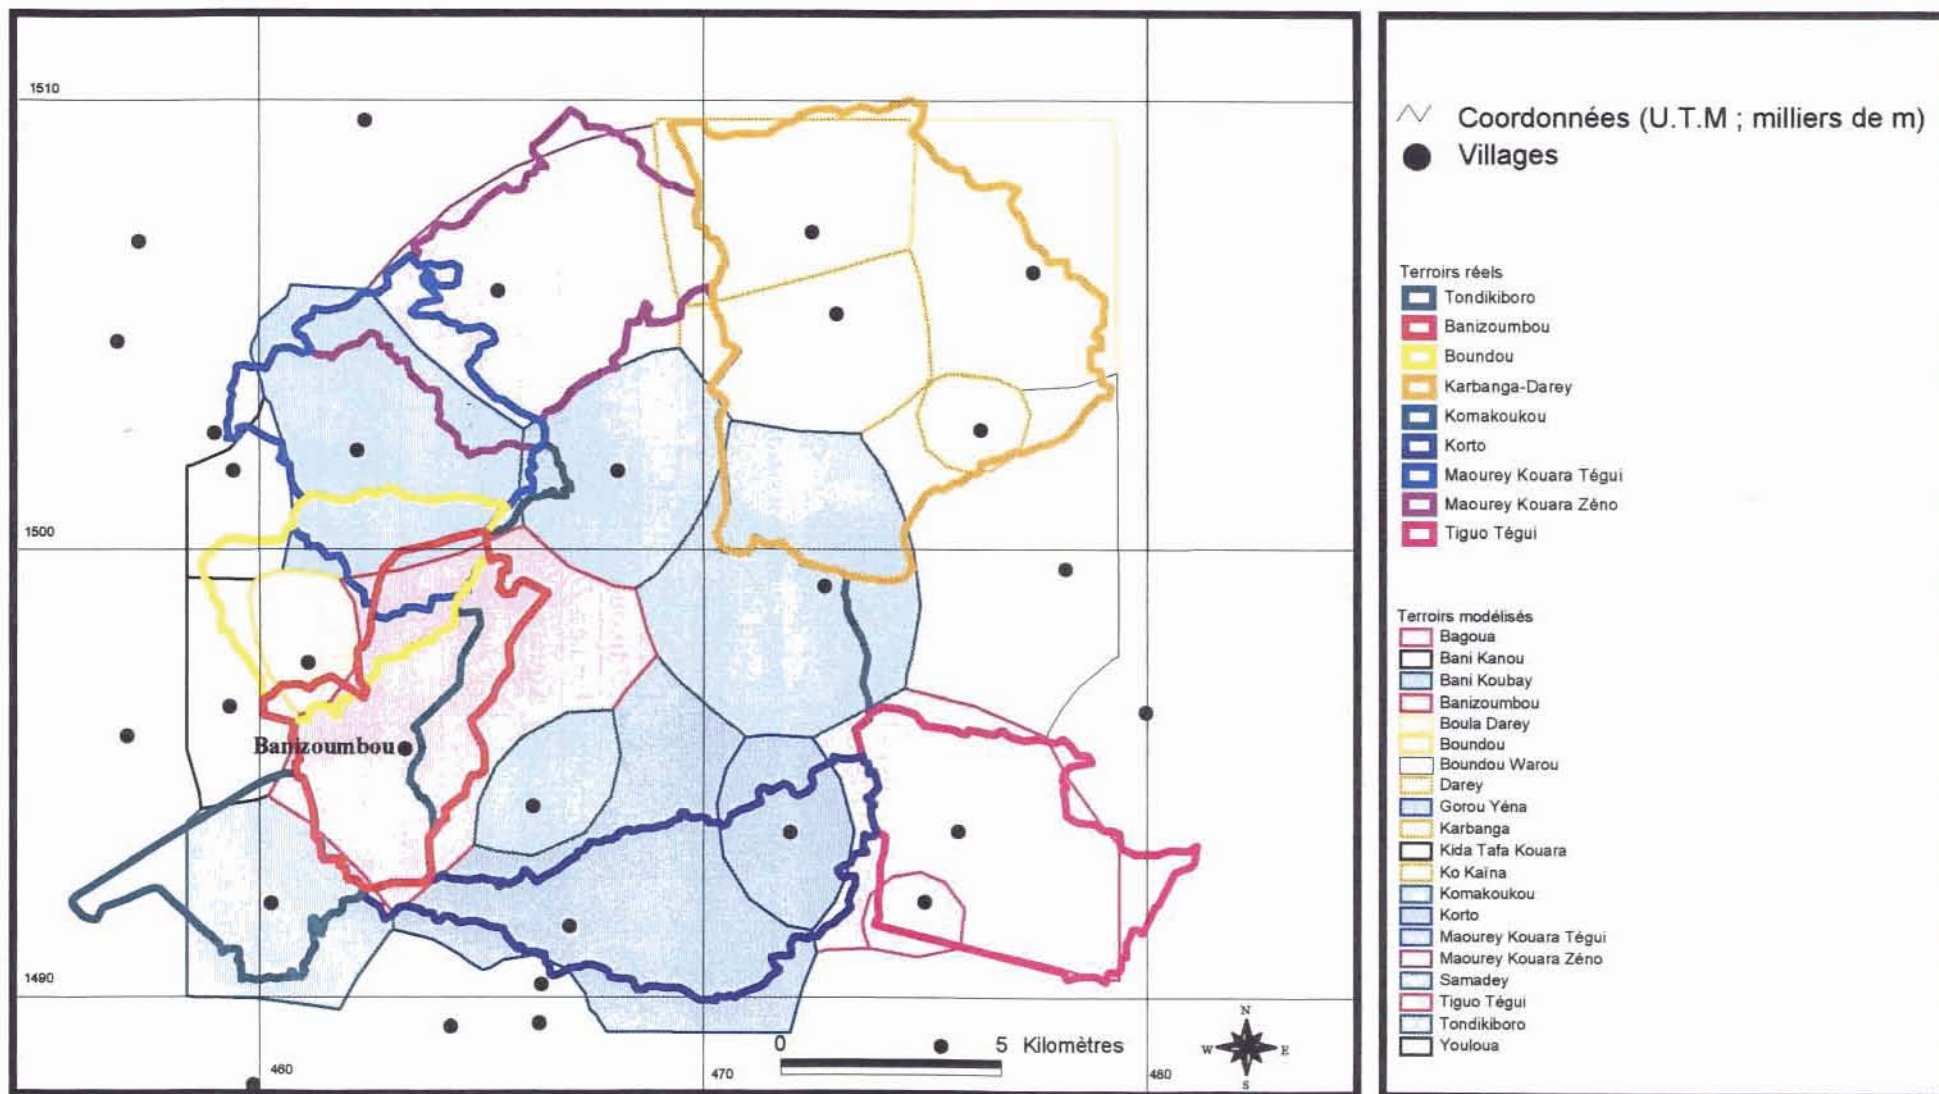 1510
1500
1490
Banizoumbou
0
5 Kilomètres
460
470
480
N
W
E
S
Coordonnées (U.T.M ; milliers de m)
Villages
Terroirs réels
Tondikiboro
Banizoumbou
Boundou
Karbanga-Darey
Komakoukou
Korto
Maourey Kouara Tégui
Maourey Kouara Zéno
Tiguo Tégui
Terroirs modélisés
Bagoua
Bani Kanou
Bani Koubay
Banizoumbou
Boula Darey
Boundou
Boundou Warou
Darey
Gorou Yéna
Karbanga
Kida Tafa Kouara
Ko Kaïna
Komakoukou
Korto
Maourey Kouara Tégui
Maourey Kouara Zéno
Samadey
Tiguo Tégui
Tondikiboro
Youloua